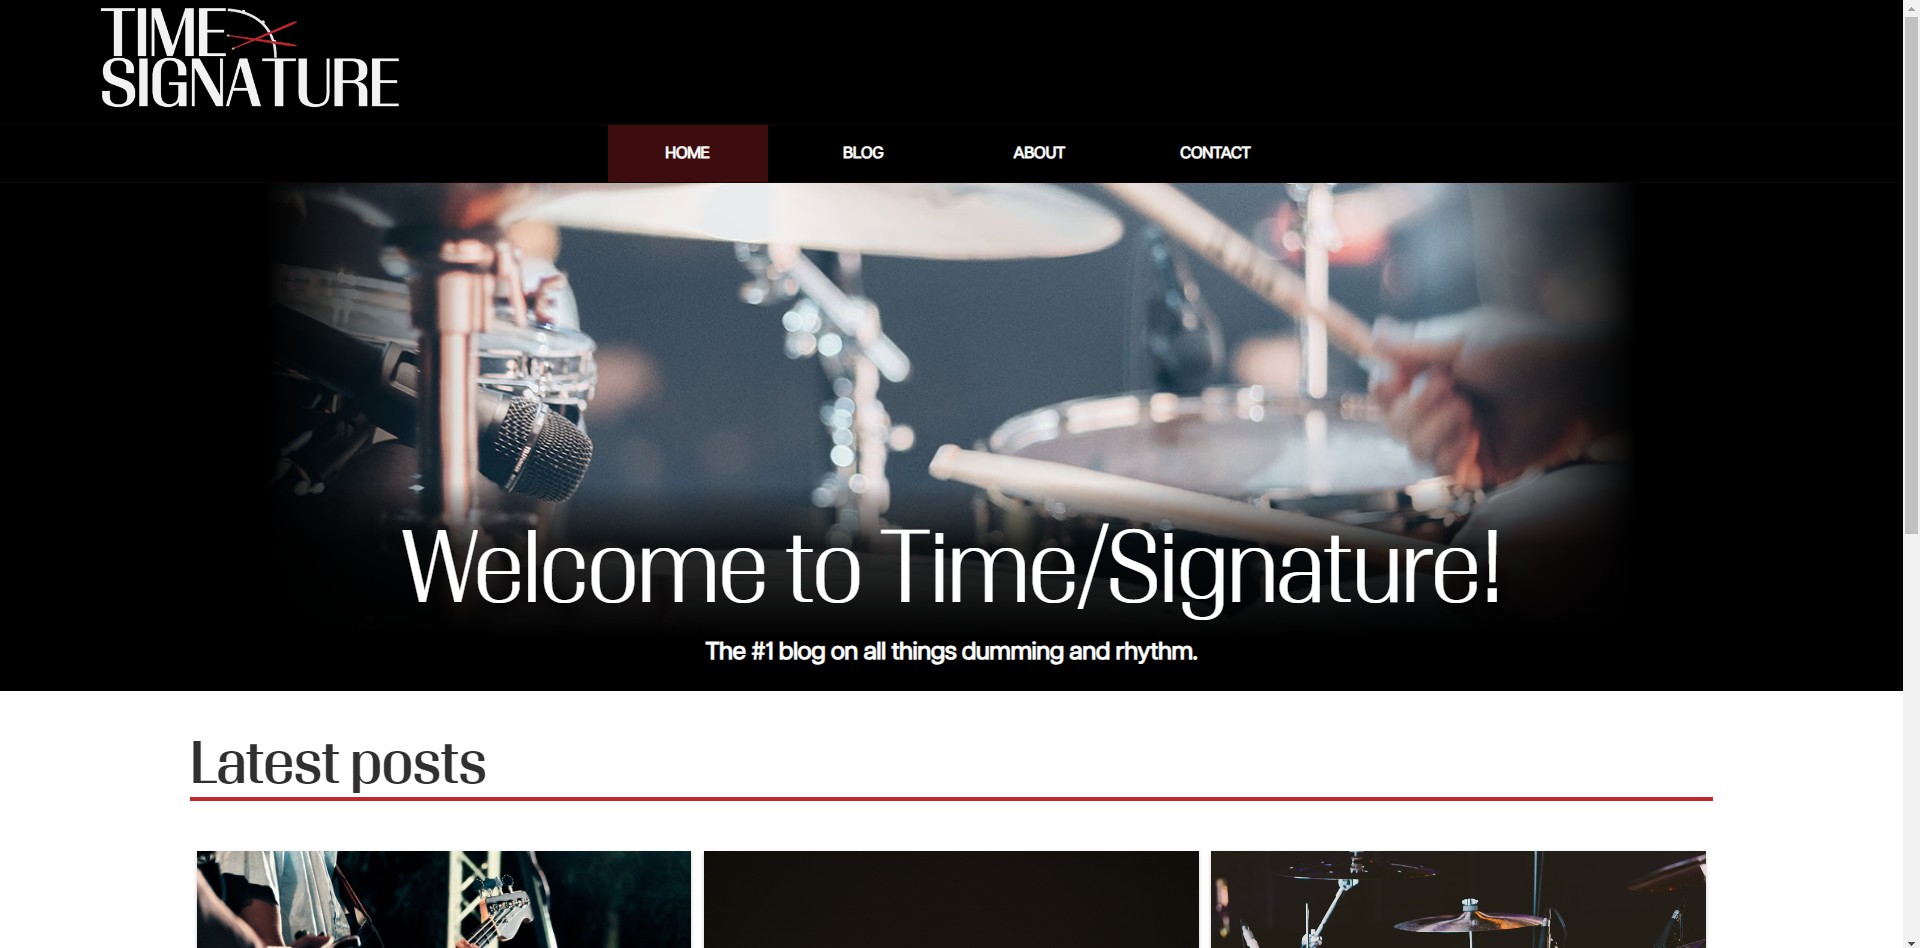 TIME
SIGNATURE
HOME
BLOG
ABOUT
CONTACT
Welcome to Time/Signature!
The #1 blog on all things dumming and rhythm.
Latest posts